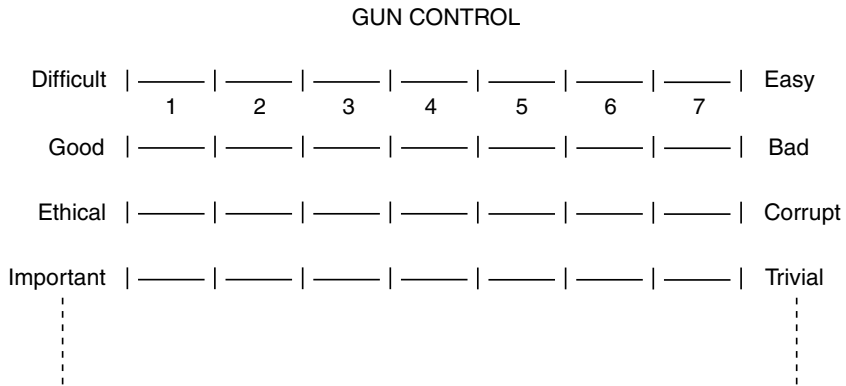 GUN CONTROL
Difficult Easy
1 2 3 4 5 6 7
Good Bad
Ethical Corrupt
Important Trivial